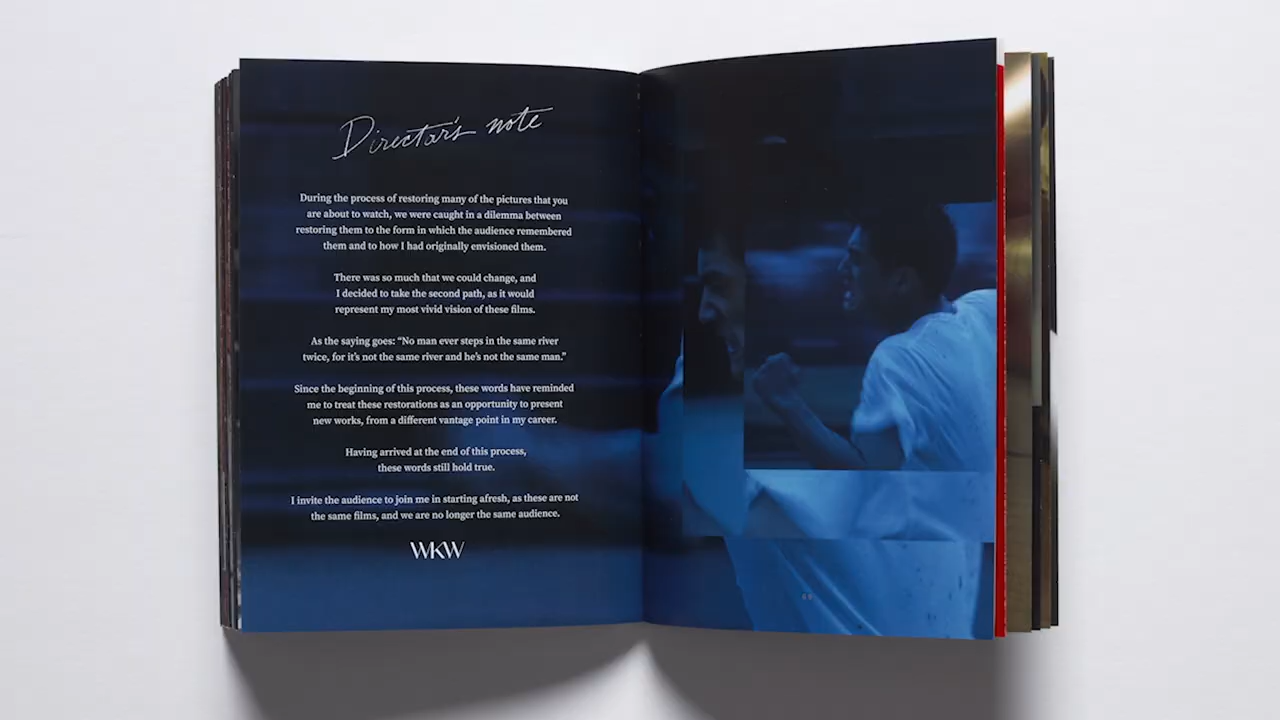 Director's note
During the process of restoring many of the pictures that you
are about to watch, we were caught in a dilemma between
restoring them to the form in which the audience remembered
them and to how I had originally envisioned them.
There was so much that we could change, and
I decided to take the second path, as it would
represent my most vivid vision of these films.
As the saying goes: “No man ever steps in the same river
twice, for it’s not the same river and he’s not the same man.”
Since the beginning of this process, these words have reminded
me to treat these restorations as an opportunity to present
new works, from a different vantage point in my career.
Having arrived at the end of this process,
these words still hold true.
I invite the audience to join me in starting afresh, as these are not
the same films, and we are no longer the same audience.
WKW